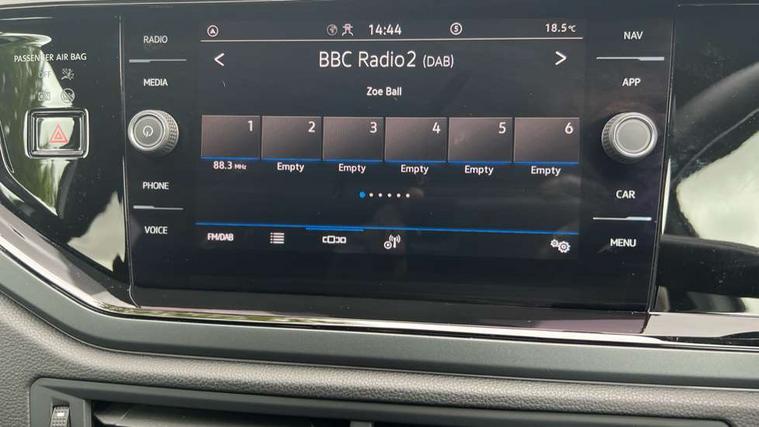 PASSENGER AIR BAG
OFF
ON
RADIO
MEDIA
PHONE
VOICE
14:44
S
18.5°C
< BBC Radio2 (DAB) >
Zoe Ball
1 2 3 4 5 6
88.3 MHz Empty Empty Empty Empty Empty
FM/DAB
NAV
APP
CAR
MENU